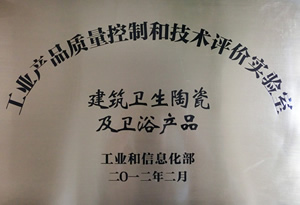 工业产品质量控制和技术评价实验室
建筑卫生陶瓷
及卫浴产品
工业和信息化部
二〇一二年二月